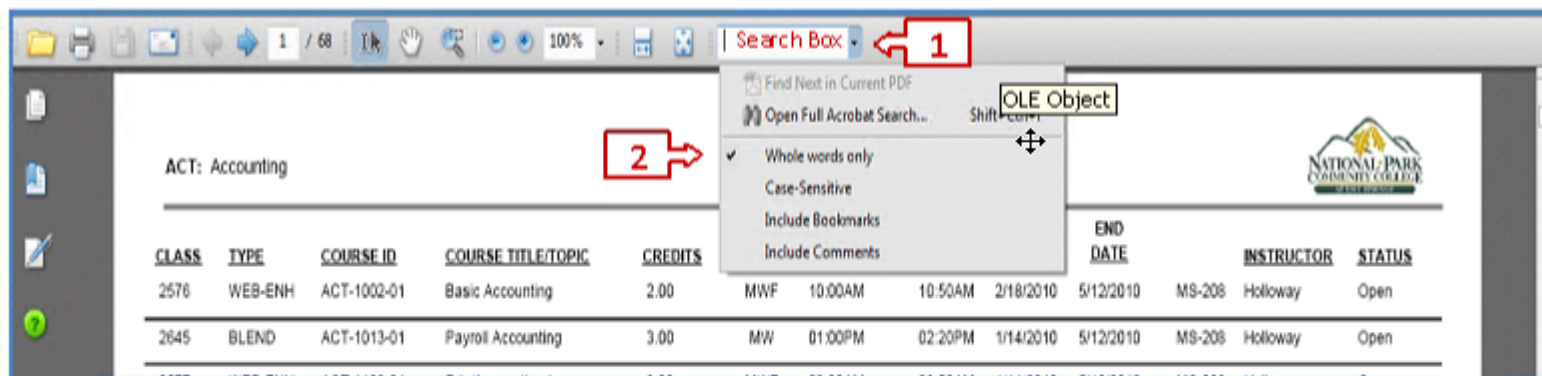 1 / 68 100% Search Box 1
Find Next in Current PDF
OLE Object
Open Full Acrobat Search...
2 Whole words only
ACT: Accounting
Case-Sensitive
Include Bookmarks
Include Comments
NATIONAL PARK
COMMUNITY COLLEGE
END
CLASS TYPE COURSE ID COURSE TITLE/TOPIC CREDITS DATE INSTRUCTOR STATUS
2576 WEB-ENH ACT-1002-01 Basic Accounting 2.00 MWF 10:00AM 10:50AM 2/18/2010 5/12/2010 MS-208 Holloway Open
2645 BLEND ACT-1013-01 Payroll Accounting 3.00 MW 01:00PM 02:20PM 1/14/2010 5/12/2010 MS-208 Holloway Open